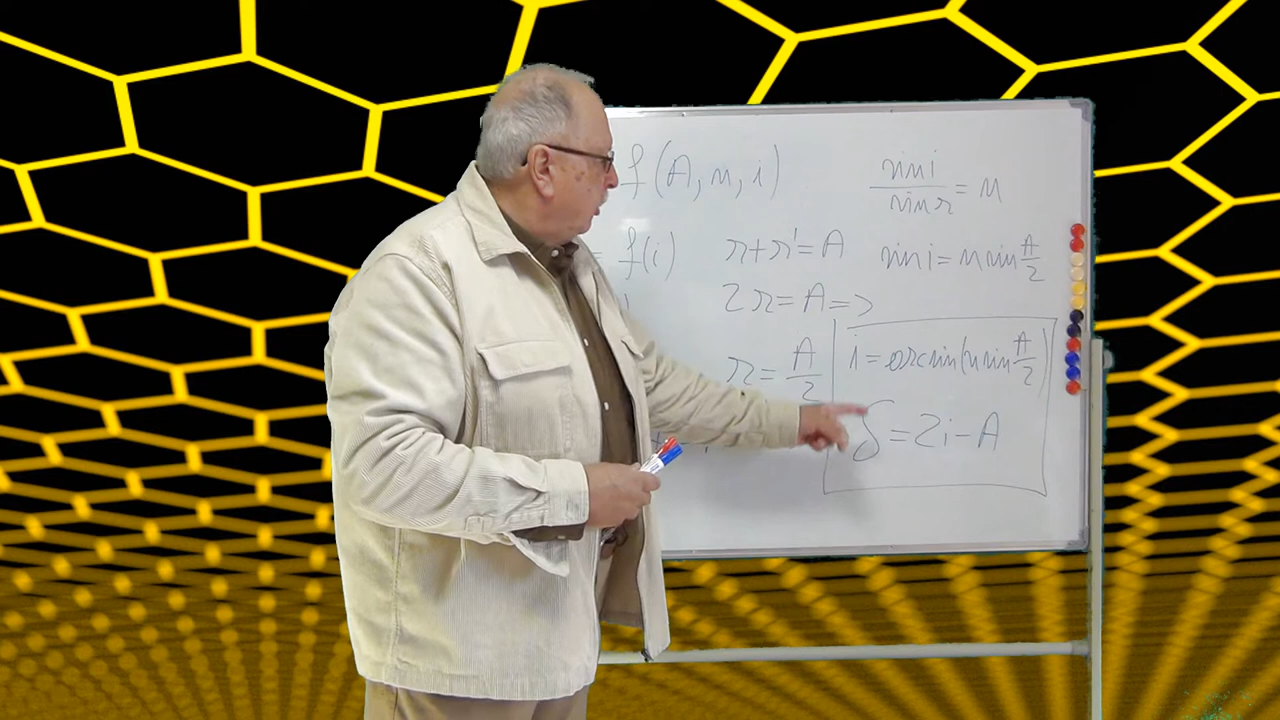 f(A, n, i)
= f(i)
r+r'=A
2r=A=>
r=A/2
sin i/sin r=n
sin i=n sin A/2
i=arcsin(n sin A/2)
δ=2i-A